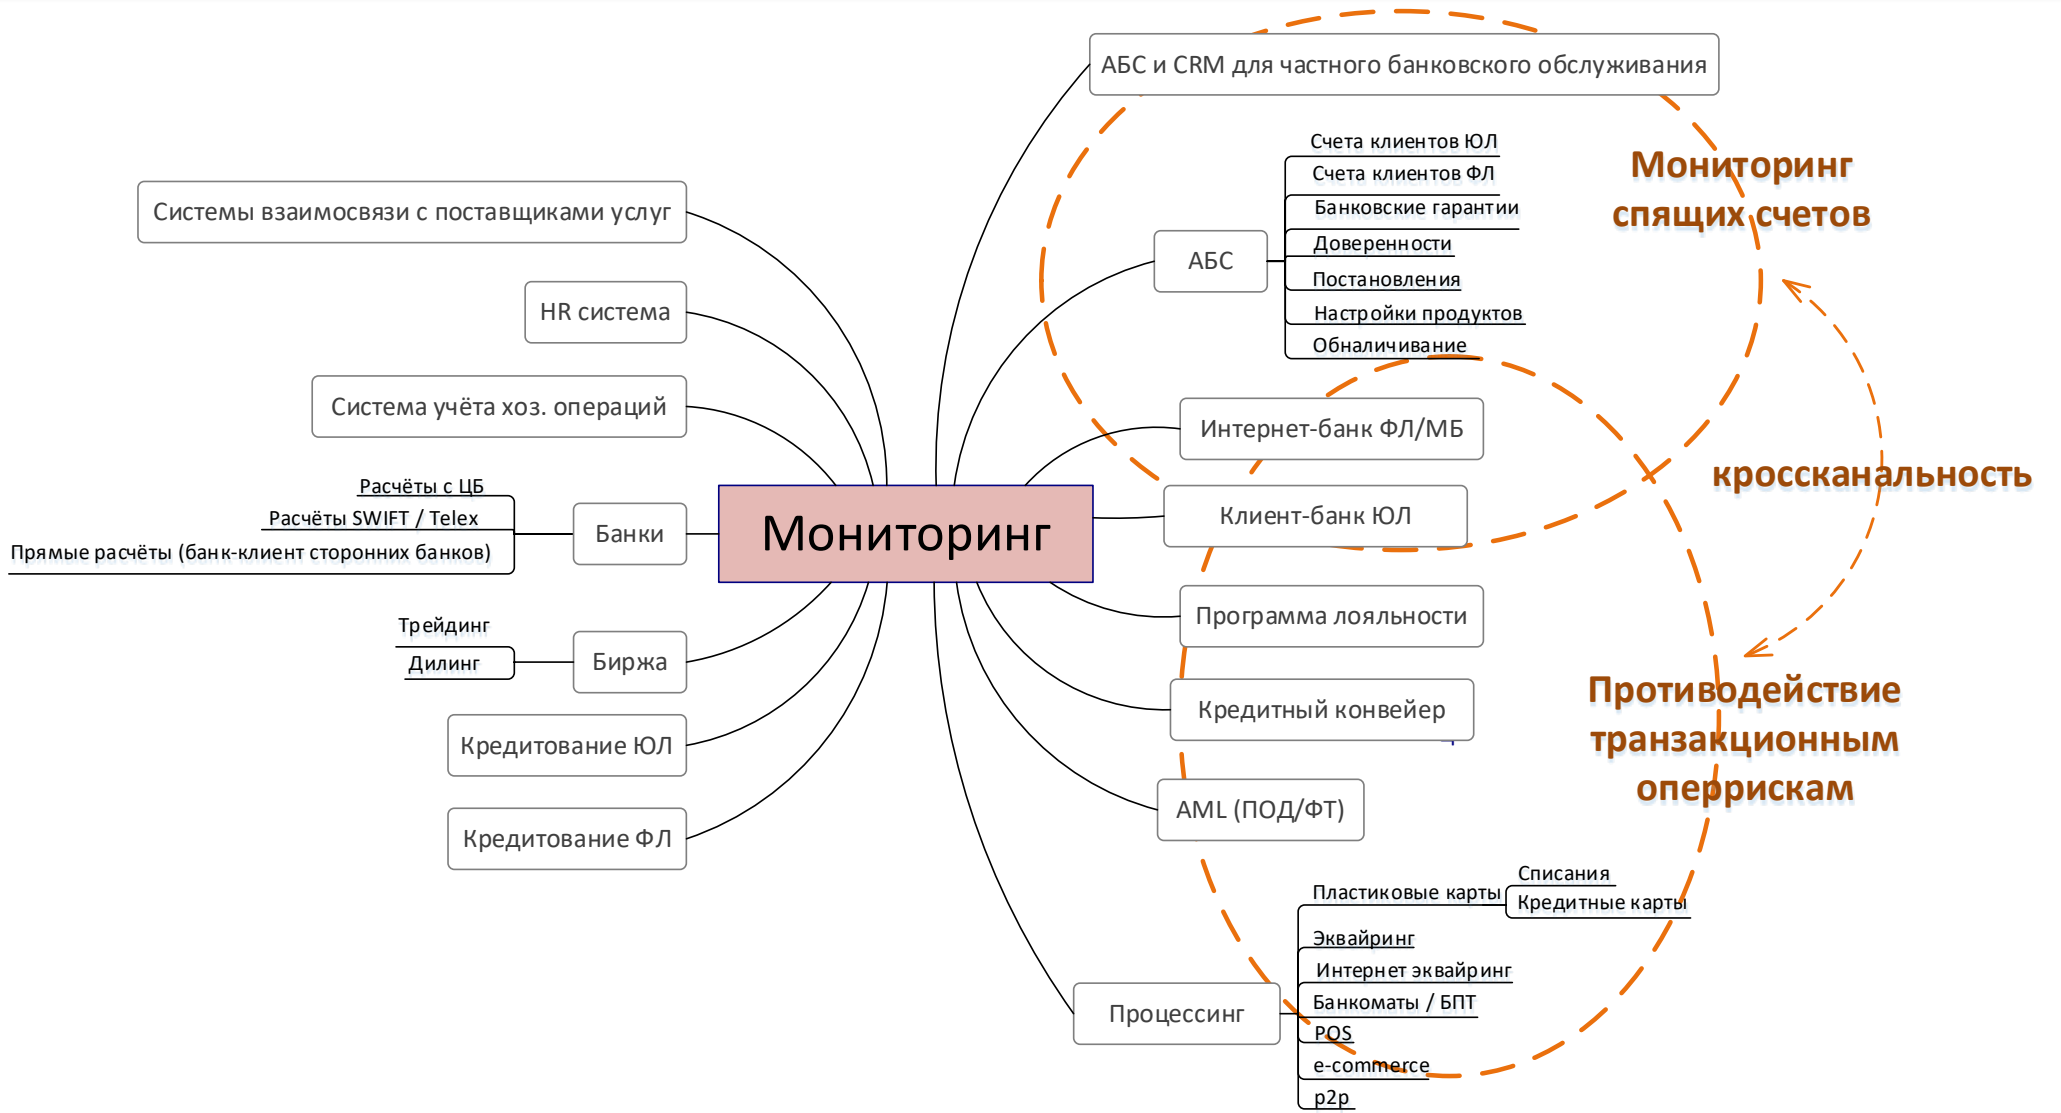 АБС и CRM для частного банковского обслуживания
Счета клиентов ЮЛ
Счета клиентов ФЛ
Банковские гарантии
Доверенности
Постановления
Настройки продуктов
Обналичивание
АБС
Мониторинг
спящих счетов
Системы взаимосвязи с поставщиками услуг
HR система
Система учёта хоз. операций
Расчёты с ЦБ
Расчёты SWIFT / Telex
Прямые расчёты (банк-клиент сторонних банков)
Банки
Мониторинг
Интернет-банк ФЛ/МБ
Клиент-банк ЮЛ
кроссканальность
Трейдинг
Дилинг
Биржа
Программа лояльности
Кредитный конвейер
Противодействие
транзакционным
оперрискам
Кредитование ЮЛ
Кредитование ФЛ
AML (ПОД/ФТ)
Процессинг
Пластиковые карты
Списания
Кредитные карты
Эквайринг
Интернет эквайринг
Банкоматы / БПТ
POS
e-commerce
p2p